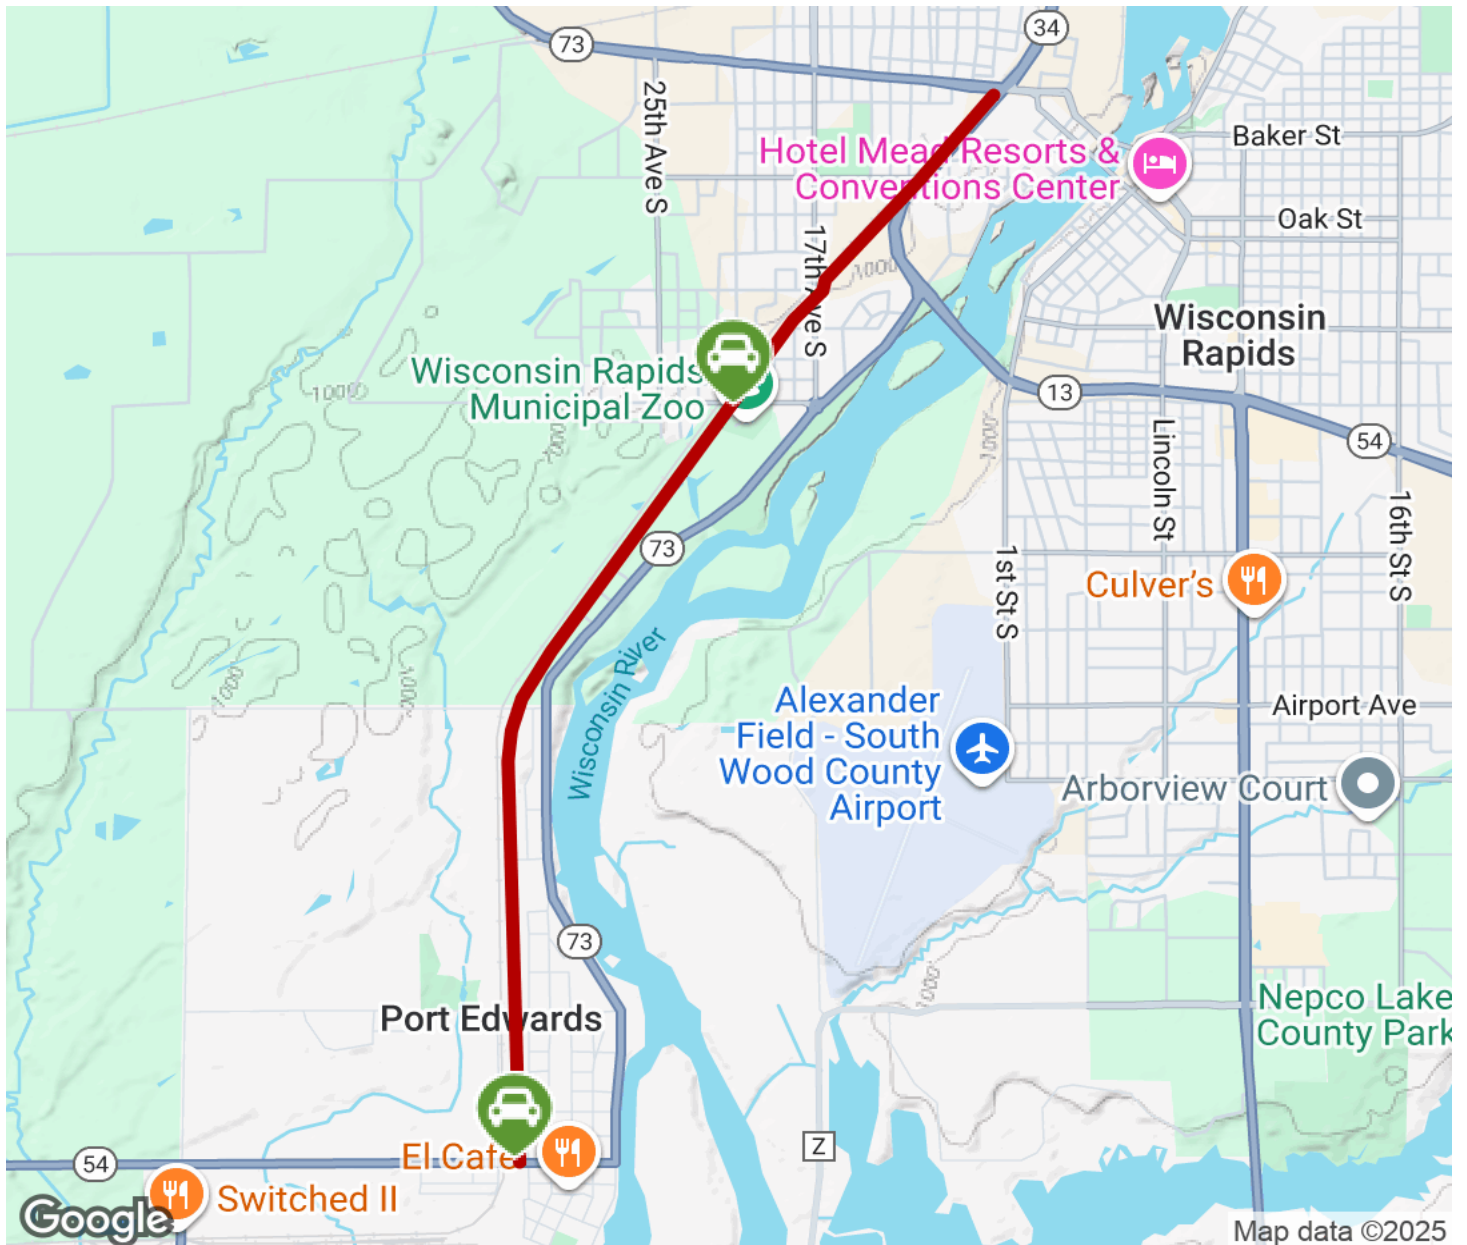 34
73
25th Ave S
Baker St
Hotel Mead Resorts &
Conventions Center
Oak St
17th Ave S
1000
Wisconsin
Rapids
Wisconsin Rapids
Municipal Zoo
1000
13
1000
1000
54
Lincoln St
16th St S
73
1st St S
Culver's
Wisconsin River
1000
1000
Alexander
Field - South
Wood County
Airport
Airport Ave
Arborview Court
73
1000
Nepco Lake
County Park
Port Edwards
Z
El Cafe
54
Switched II
Google
Map data ©2025